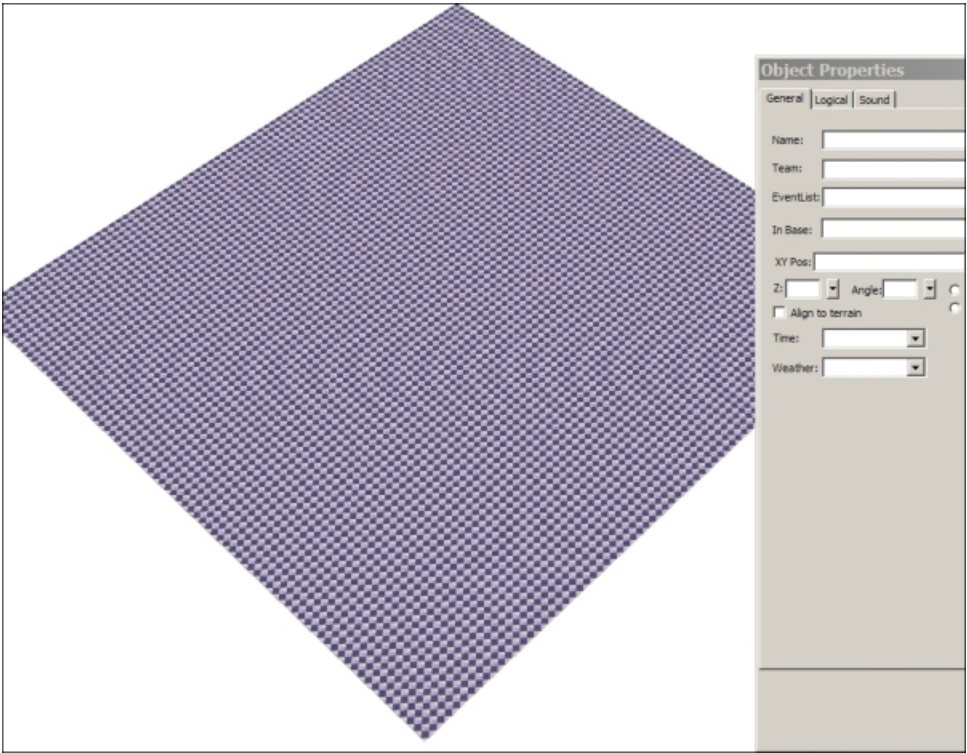 Object Properties
General Logical Sound
Name:
Team:
EventList:
In Base:
XY Pos:
Z: Angle:
Align to terrain
Time:
Weather: